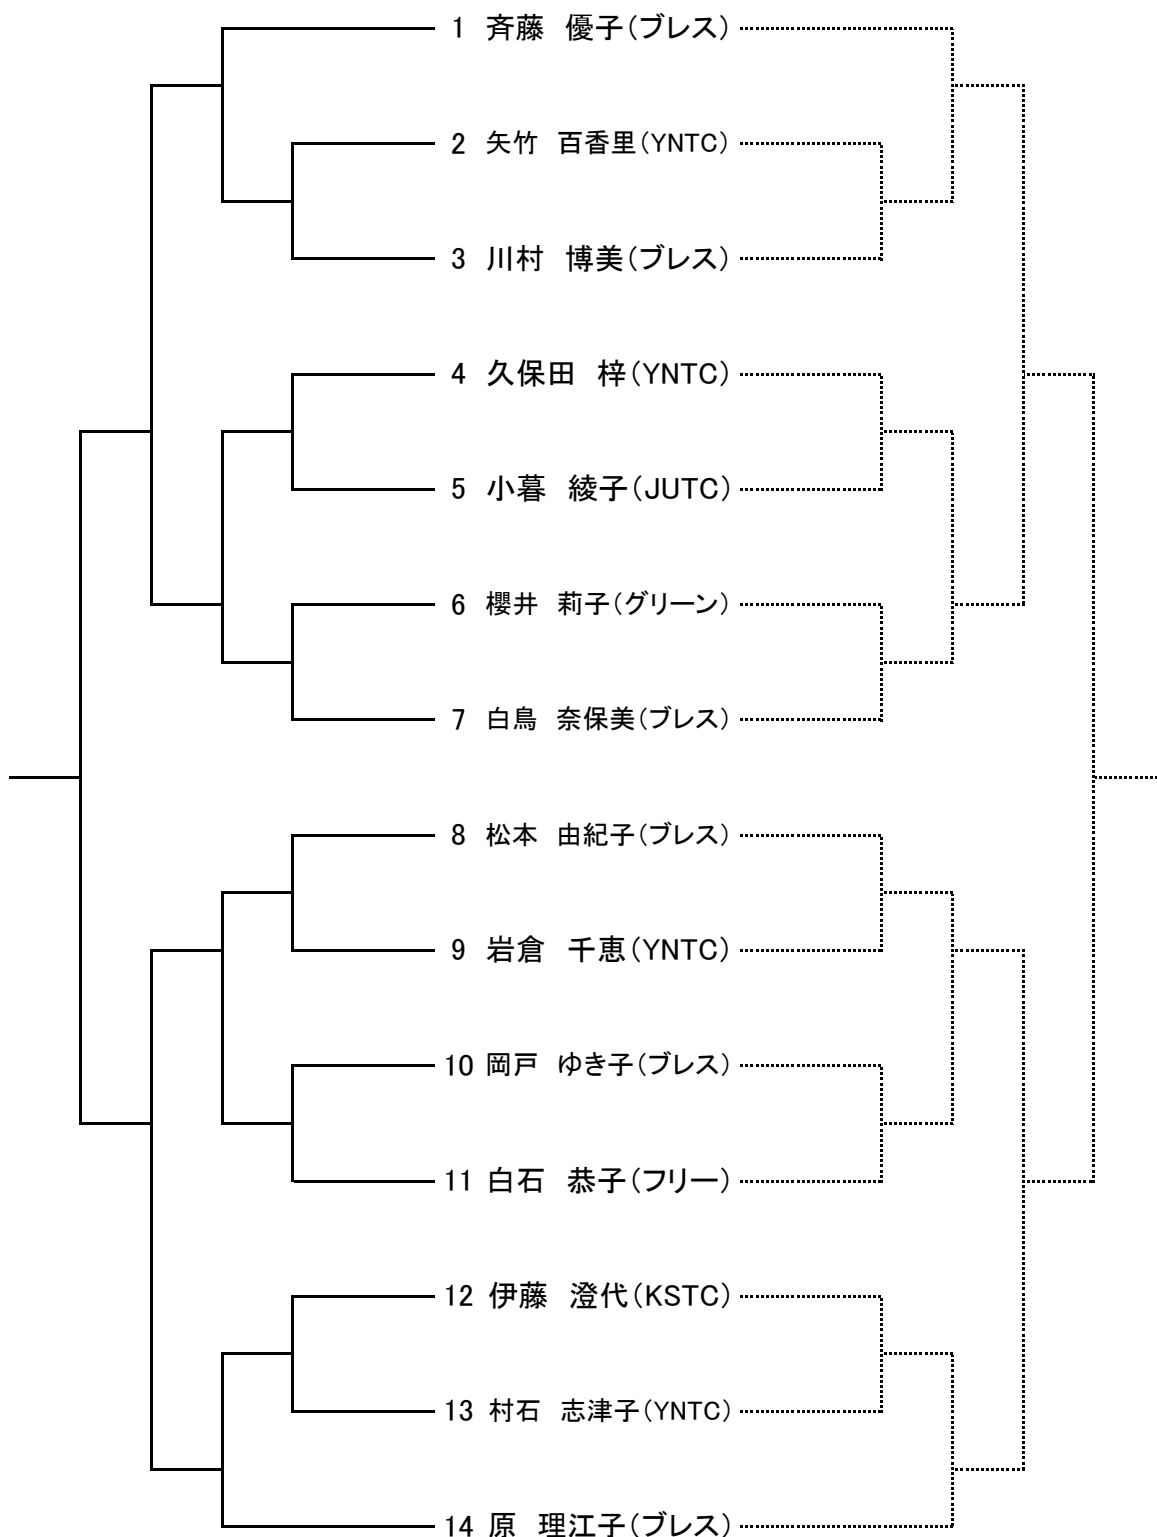 1 斉藤　優子(ブレス)
2 矢竹　百香里(YNTC)
3 川村　博美(ブレス)
4 久保田　梓(YNTC)
5 小暮　綾子(JUTC)
6 櫻井　莉子(グリーン)
7 白鳥　奈保美(ブレス)
8 松本　由紀子(ブレス)
9 岩倉　千恵(YNTC)
10 岡戸　ゆき子(ブレス)
11 白石　恭子(フリー)
12 伊藤　澄代(KSTC)
13 村石　志津子(YNTC)
14 原　理江子(ブレス)